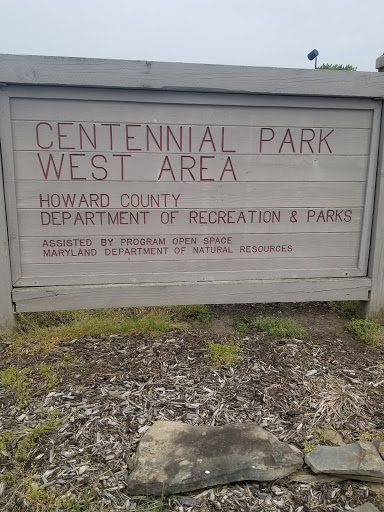 CENTENNIAL PARK
WEST AREA
HOWARD COUNTY
DEPARTMENT OF RECREATION & PARKS
ASSISTED BY PROGRAM OPEN SPACE
MARYLAND DEPARTMENT OF NATURAL RESOURCES